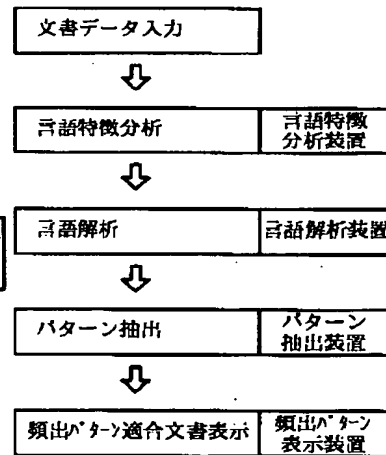 文書データ入力
言語特徴分析
言語特徴
分析装置
言語解析
言語解析装置
パターン抽出
パターン
抽出装置
頻出パターン適合文書表示
頻出パターン
表示装置